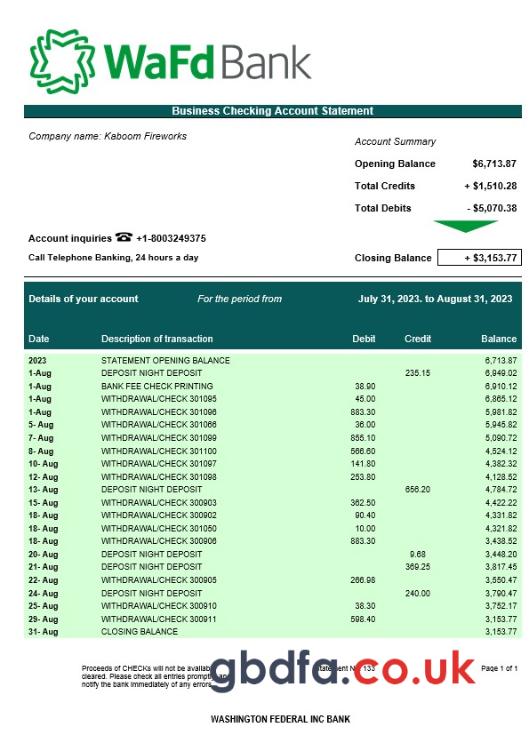 WaFd Bank
Business Checking Account Statement
Company name: Kaboom Fireworks
Account Summary
Opening Balance $6,713.87
Total Credits + $1,510.28
Total Debits - $5,070.38
Account inquiries ☎ +1-8003249375
Call Telephone Banking, 24 hours a day
Closing Balance + $3,153.77
Details of your account For the period from July 31, 2023. to August 31, 2023
Date Description of transaction Debit Credit Balance
2023 STATEMENT OPENING BALANCE 6,713.87
1-Aug DEPOSIT NIGHT DEPOSIT 235.15 6,949.02
1-Aug BANK FEE CHECK PRINTING 38.90 6,910.12
1-Aug WITHDRAWAL/CHECK 301095 45.00 6,865.12
1-Aug WITHDRAWAL/CHECK 301096 883.30 5,981.82
5- Aug WITHDRAWAL/CHECK 301066 36.00 5,945.82
7- Aug WITHDRAWAL/CHECK 301099 855.10 5,090.72
8- Aug WITHDRAWAL/CHECK 301100 566.60 4,524.12
10- Aug WITHDRAWAL/CHECK 301097 141.80 4,382.32
12- Aug WITHDRAWAL/CHECK 301098 253.80 4,128.52
13- Aug DEPOSIT NIGHT DEPOSIT 656.20 4,784.72
15- Aug WITHDRAWAL/CHECK 300903 362.50 4,422.22
18- Aug WITHDRAWAL/CHECK 300902 90.40 4,331.82
18- Aug WITHDRAWAL/CHECK 301050 10.00 4,321.82
18- Aug WITHDRAWAL/CHECK 300906 883.30 3,438.52
20- Aug DEPOSIT NIGHT DEPOSIT 9.68 3,448.20
21- Aug DEPOSIT NIGHT DEPOSIT 369.25 3,817.45
22- Aug WITHDRAWAL/CHECK 300905 266.98 3,550.47
24- Aug DEPOSIT NIGHT DEPOSIT 240.00 3,790.47
25- Aug WITHDRAWAL/CHECK 300910 38.30 3,752.17
29- Aug WITHDRAWAL/CHECK 300911 598.40 3,153.77
31- Aug CLOSING BALANCE 3,153.77
Proceeds of CHECKs will not be available
cleared. Please check all entries promptly and
notify the bank immediately of any errors
133 Page 1 of 1
gbdfa.co.uk
WASHINGTON FEDERAL INC BANK